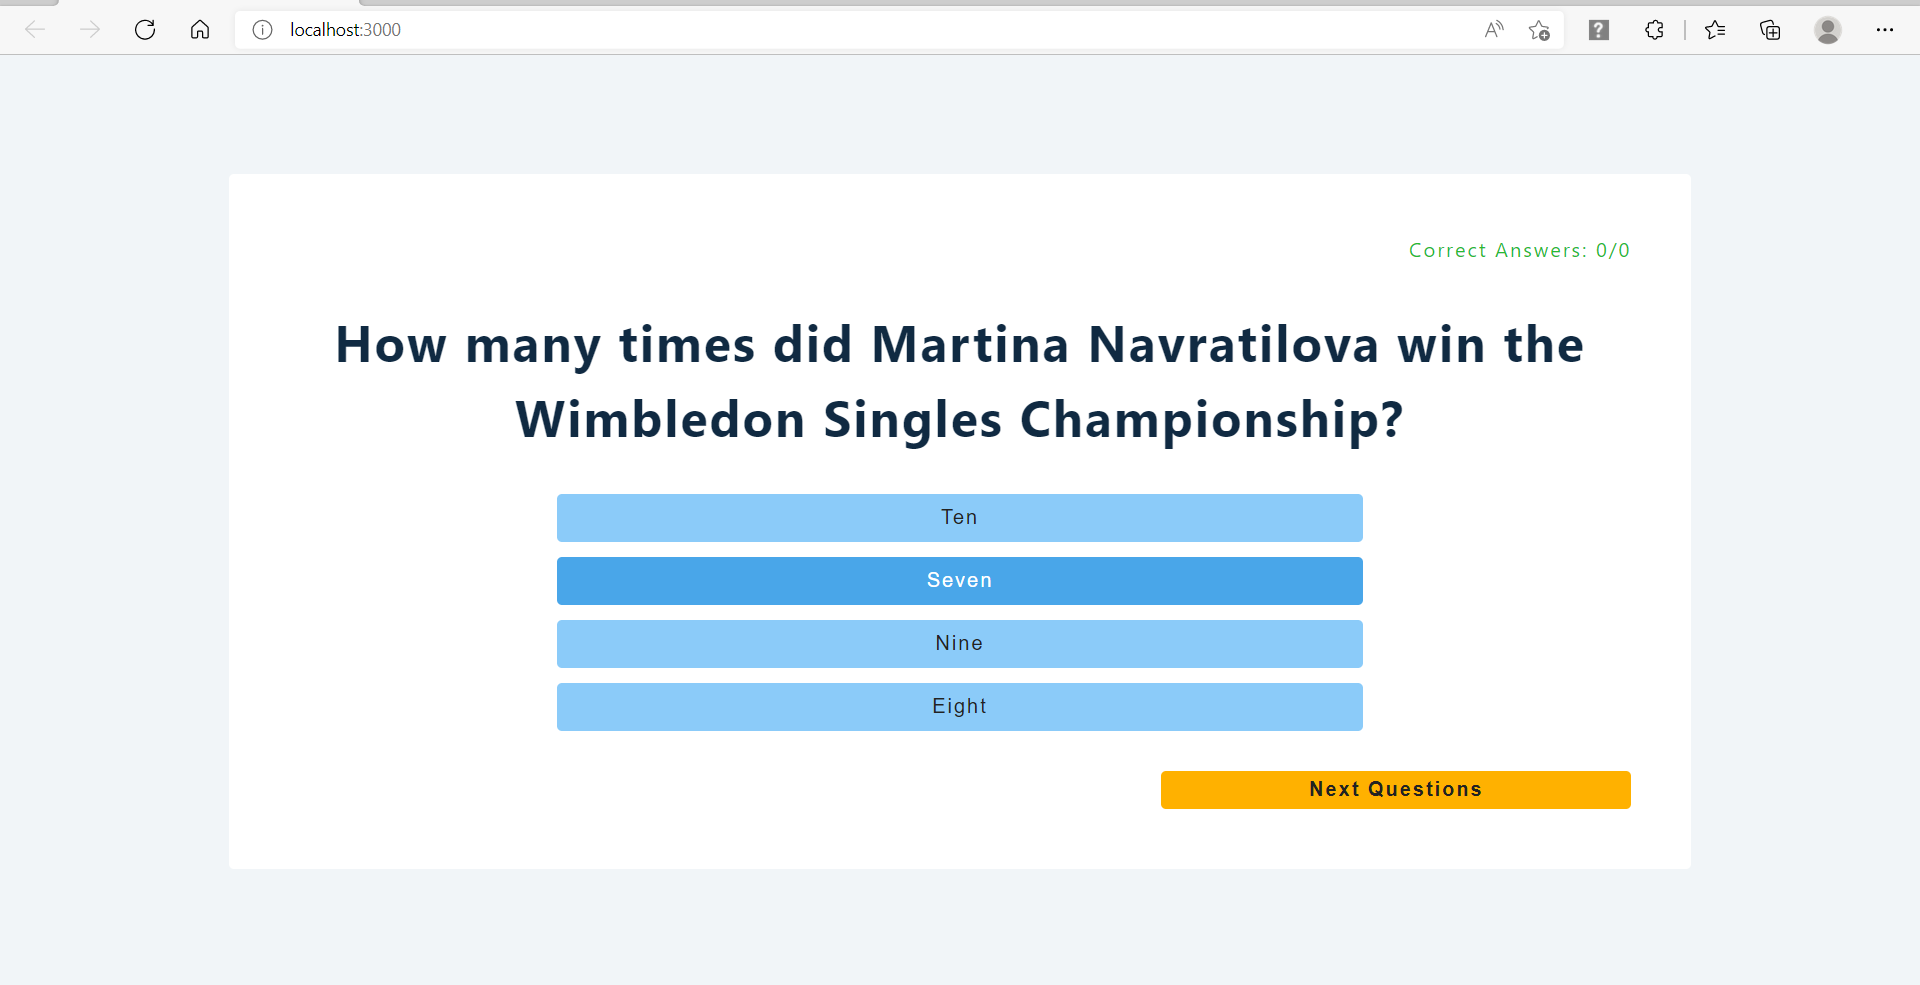 localhost:3000
Correct Answers: 0/0
How many times did Martina Navratilova win the
Wimbledon Singles Championship?
Ten
Seven
Nine
Eight
Next Questions